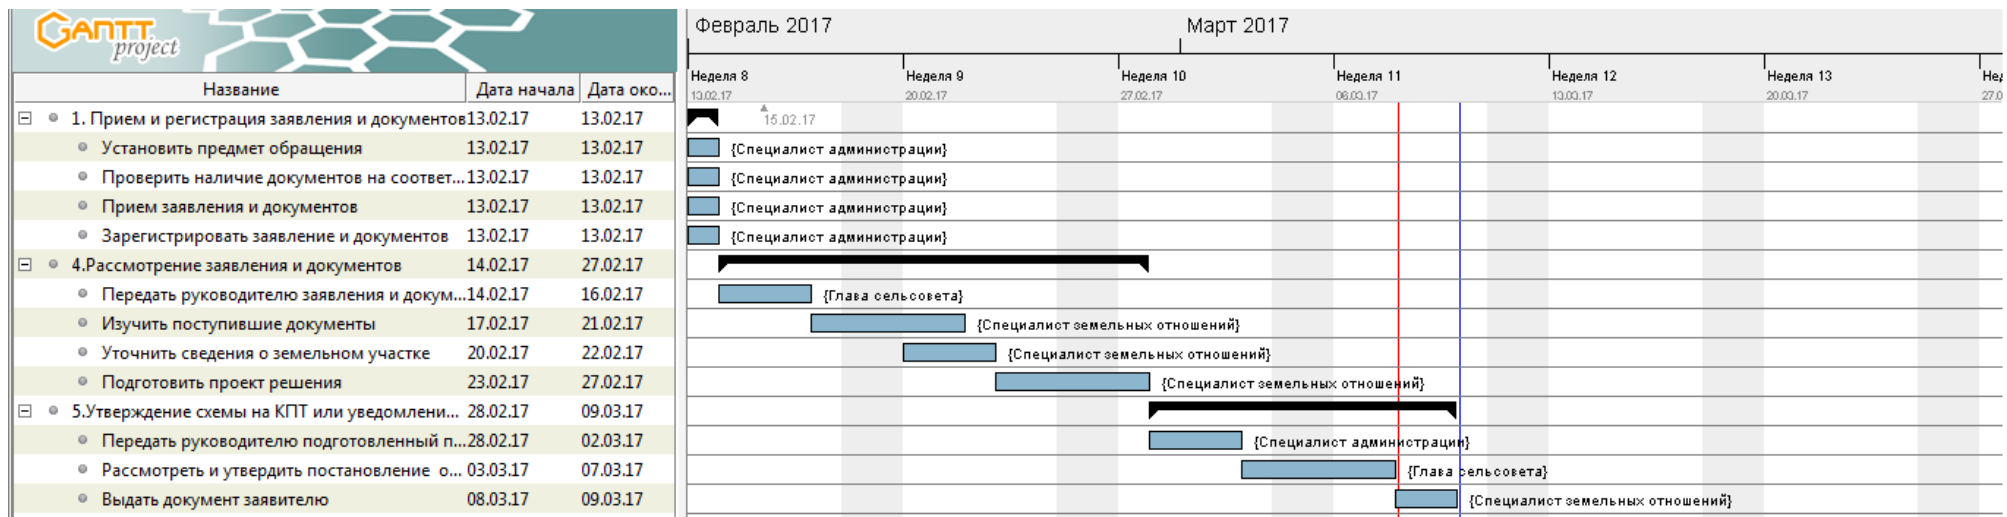 GANTT project
Февраль 2017
Март 2017
Название Дата начала Дата око...
Неделя 8 Неделя 9 Неделя 10 Неделя 11 Неделя 12 Неделя 13 Нед
13.02.17 20.02.17 27.02.17 06.03.17 13.03.17 20.03.17 27.0
1. Прием и регистрация заявления и документов 13.02.17 13.02.17 15.02.17
Установить предмет обращения 13.02.17 13.02.17 {Специалист администрации}
Проверить наличие документов на соответ... 13.02.17 13.02.17 {Специалист администрации}
Прием заявления и документов 13.02.17 13.02.17 {Специалист администрации}
Зарегистрировать заявление и документов 13.02.17 13.02.17 {Специалист администрации}
4.Рассмотрение заявления и документов 14.02.17 27.02.17
Передать руководителю заявления и докум... 14.02.17 16.02.17 {Глава сельсовета}
Изучить поступившие документы 17.02.17 21.02.17 {Специалист земельных отношений}
Уточнить сведения о земельном участке 20.02.17 22.02.17 {Специалист земельных отношений}
Подготовить проект решения 23.02.17 27.02.17 {Специалист земельных отношений}
5.Утверждение схемы на КПТ или уведомлени... 28.02.17 09.03.17
Передать руководителю подготовленный п... 28.02.17 02.03.17 {Специалист администрации}
Рассмотреть и утвердить постановление о... 03.03.17 07.03.17 {Глава сельсовета}
Выдать документ заявителю 08.03.17 09.03.17 {Специалист земельных отношений}